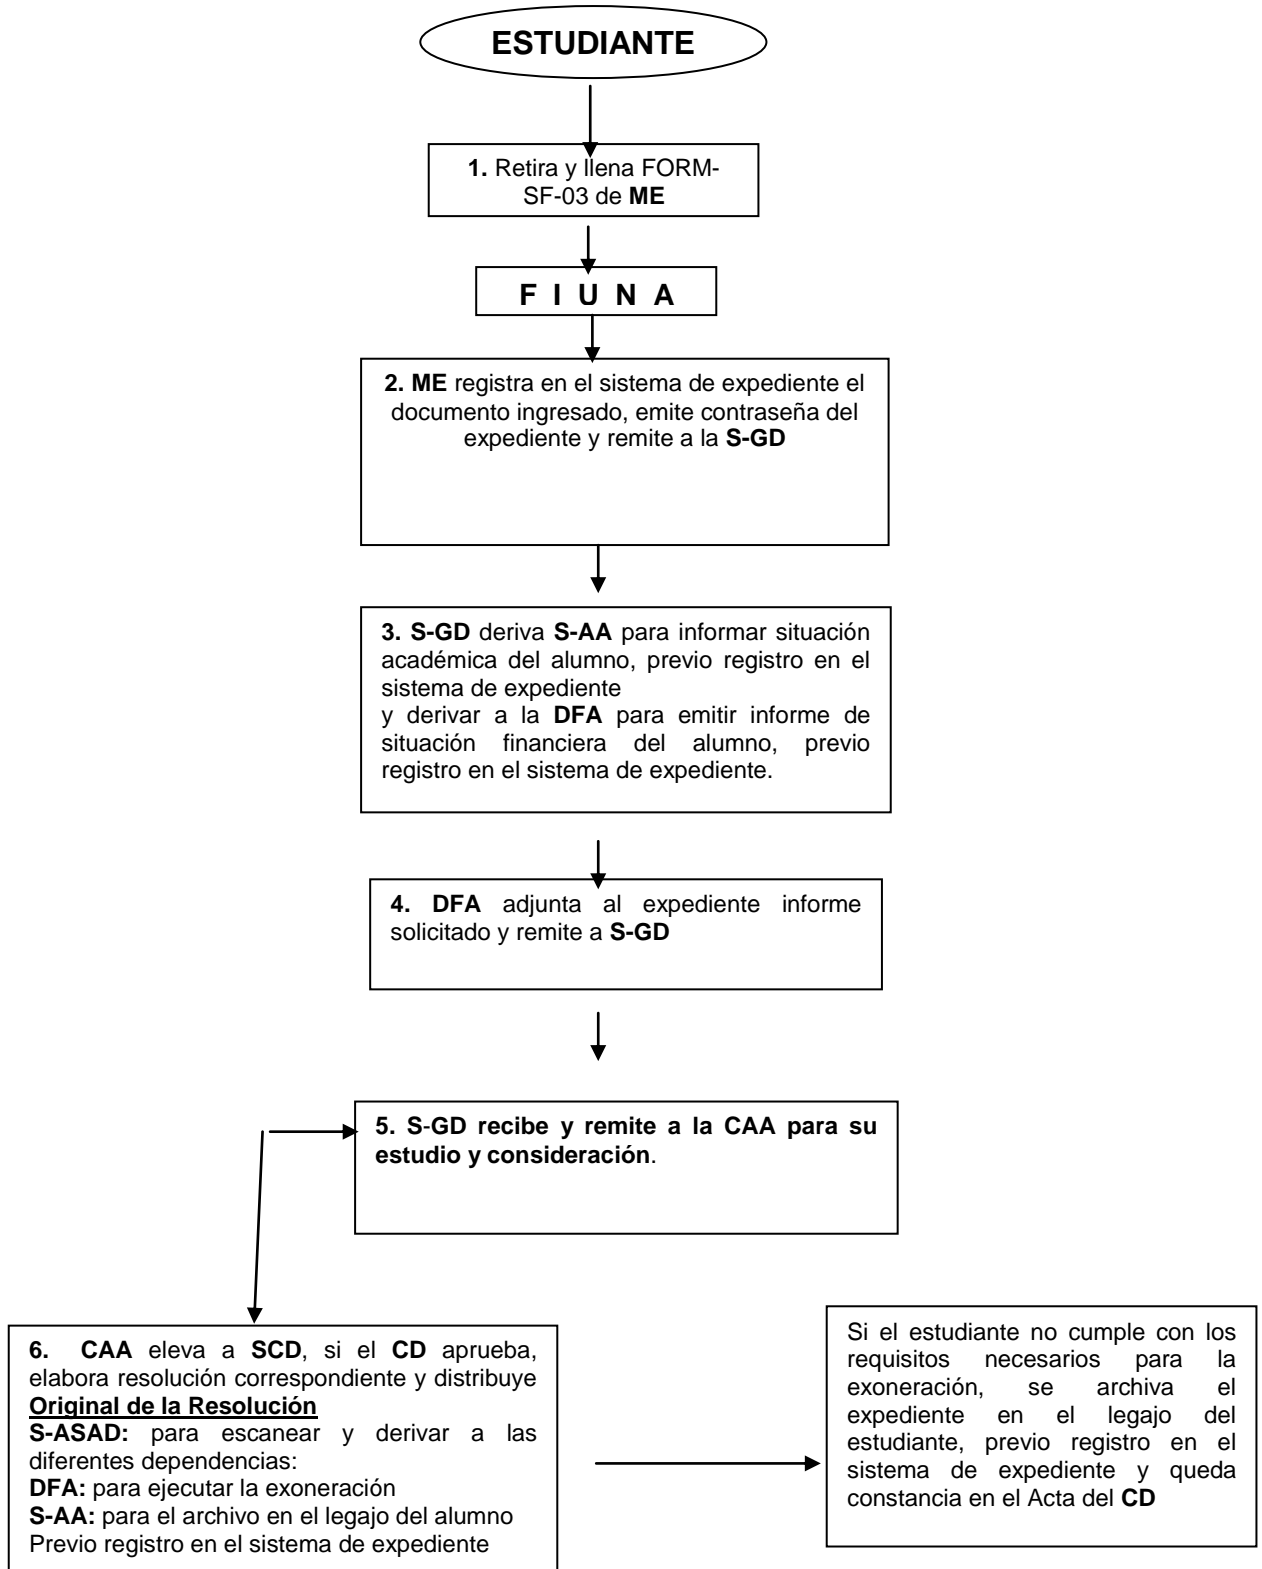 ESTUDIANTE
1. Retira y llena FORM-
SF-03 de ME
F I U N A
2. ME registra en el sistema de expediente el
documento ingresado, emite contraseña del
expediente y remite a la S-GD
3. S-GD deriva S-AA para informar situación
académica del alumno, previo registro en el
sistema de expediente
y derivar a la DFA para emitir informe de
situación financiera del alumno, previo
registro en el sistema de expediente.
4. DFA adjunta al expediente informe
solicitado y remite a S-GD
5. S-GD recibe y remite a la CAA para su
estudio y consideración.
6. CAA eleva a SCD, si el CD aprueba,
elabora resolución correspondiente y distribuye
Original de la Resolución
S-ASAD: para escanear y derivar a las
diferentes dependencias:
DFA: para ejecutar la exoneración
S-AA: para el archivo en el legajo del alumno
Previo registro en el sistema de expediente
Si el estudiante no cumple con los
requisitos necesarios para la
exoneración, se archiva el
expediente en el legajo del
estudiante, previo registro en el
sistema de expediente y queda
constancia en el Acta del CD